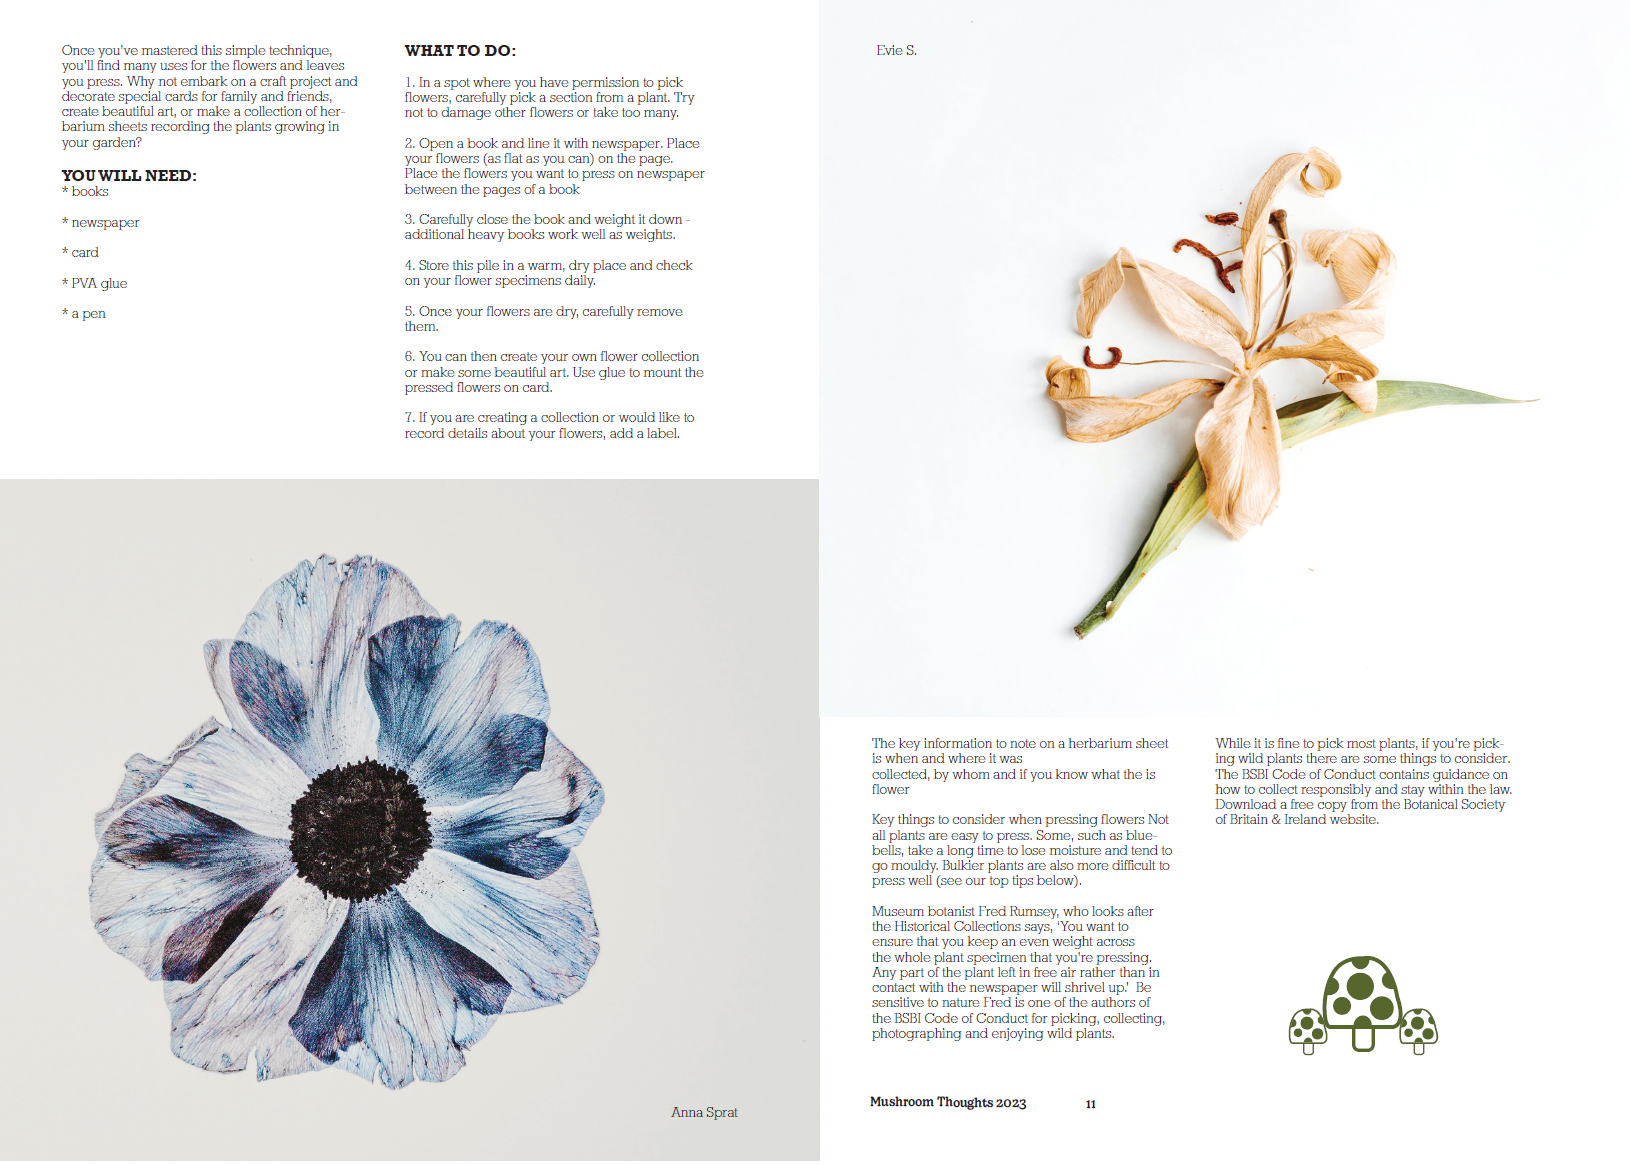 Once you've mastered this simple technique,
you'll find many uses for the flowers and leaves
you press. Why not embark on a craft project and
decorate special cards for family and friends,
create beautiful art, or make a collection of her-
barium sheets recording the plants growing in
your garden?
YOU WILL NEED:
* books
* newspaper
* card
* PVA glue
* a pen
WHAT TO DO:
1. In a spot where you have permission to pick
flowers, carefully pick a section from a plant. Try
not to damage other flowers or take too many.
2. Open a book and line it with newspaper. Place
your flowers (as flat as you can) on the page.
Place the flowers you want to press on newspaper
between the pages of a book
3. Carefully close the book and weight it down -
additional heavy books work well as weights.
4. Store this pile in a warm, dry place and check
on your flower specimens daily.
5. Once your flowers are dry, carefully remove
them.
6. You can then create your own flower collection
or make some beautiful art. Use glue to mount the
pressed flowers on card.
7. If you are creating a collection or would like to
record details about your flowers, add a label.
Anna Sprat
Evie S.
The key information to note on a herbarium sheet
is when and where it was
collected, by whom and if you know what the is
flower
Key things to consider when pressing flowers Not
all plants are easy to press. Some, such as blue-
bells, take a long time to lose moisture and tend to
go mouldy. Bulkier plants are also more difficult to
press well (see our top tips below).
Museum botanist Fred Rumsey, who looks after
the Historical Collections says, 'You want to
ensure that you keep an even weight across
the whole plant specimen that you're pressing.
Any part of the plant left in free air rather than in
contact with the newspaper will shrivel up.' Be
sensitive to nature Fred is one of the authors of
the BSBI Code of Conduct for picking, collecting,
photographing and enjoying wild plants.
While it is fine to pick most plants, if you're pick-
ing wild plants there are some things to consider.
The BSBI Code of Conduct contains guidance on
how to collect responsibly and stay within the law.
Download a free copy from the Botanical Society
of Britain & Ireland website.
Mushroom Thoughts 2023
11